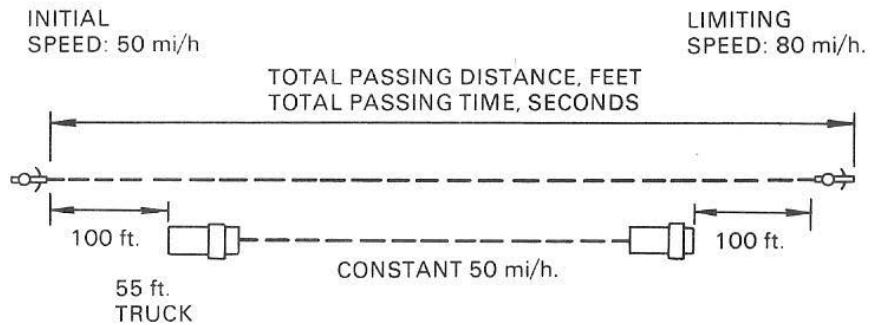 INITIAL
SPEED: 50 mi/h
LIMITING
SPEED: 80 mi/h.
TOTAL PASSING DISTANCE, FEET
TOTAL PASSING TIME, SECONDS
100 ft.
100 ft.
CONSTANT 50 mi/h.
55 ft.
TRUCK